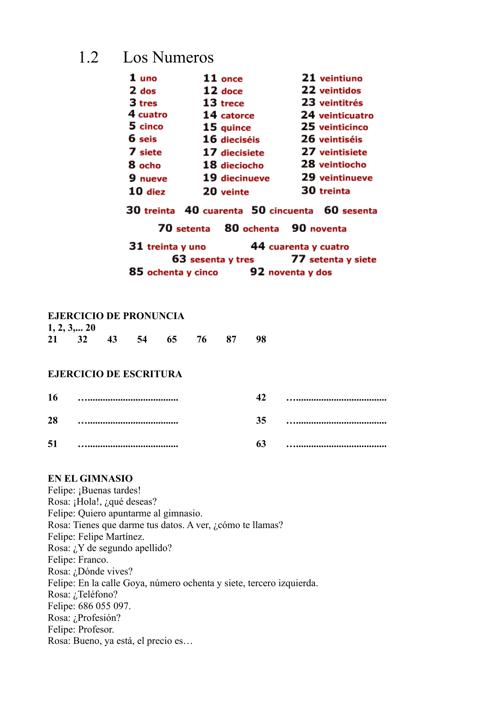 1.2 Los Numeros
1 uno 11 once 21 veintiuno
2 dos 12 doce 22 veintidos
3 tres 13 trece 23 veintitrés
4 cuatro 14 catorce 24 veinticuatro
5 cinco 15 quince 25 veinticinco
6 seis 16 dieciséis 26 veintiséis
7 siete 17 diecisiete 27 veintisiete
8 ocho 18 dieciocho 28 veintiocho
9 nueve 19 diecinueve 29 veintinueve
10 diez 20 veinte 30 treinta
30 treinta 40 cuarenta 50 cincuenta 60 sesenta
70 setenta 80 ochenta 90 noventa
31 treinta y uno 44 cuarenta y cuatro
63 sesenta y tres 77 setenta y siete
85 ochenta y cinco 92 noventa y dos
EJERCICIO DE PRONUNCIA
1, 2, 3,... 20
21 32 43 54 65 76 87 98
EJERCICIO DE ESCRITURA
16 …................................... 42 …...................................
28 …................................... 35 …...................................
51 …................................... 63 …...................................
EN EL GIMNASIO
Felipe: ¡Buenas tardes!
Rosa: ¡Hola!, ¿qué deseas?
Felipe: Quiero apuntarme al gimnasio.
Rosa: Tienes que darme tus datos. A ver, ¿cómo te llamas?
Felipe: Felipe Martínez.
Rosa: ¿Y de segundo apellido?
Felipe: Franco.
Rosa: ¿Dónde vives?
Felipe: En la calle Goya, número ochenta y siete, tercero izquierda.
Rosa: ¿Teléfono?
Felipe: 686 055 097.
Rosa: ¿Profesión?
Felipe: Profesor.
Rosa: Bueno, ya está, el precio es…